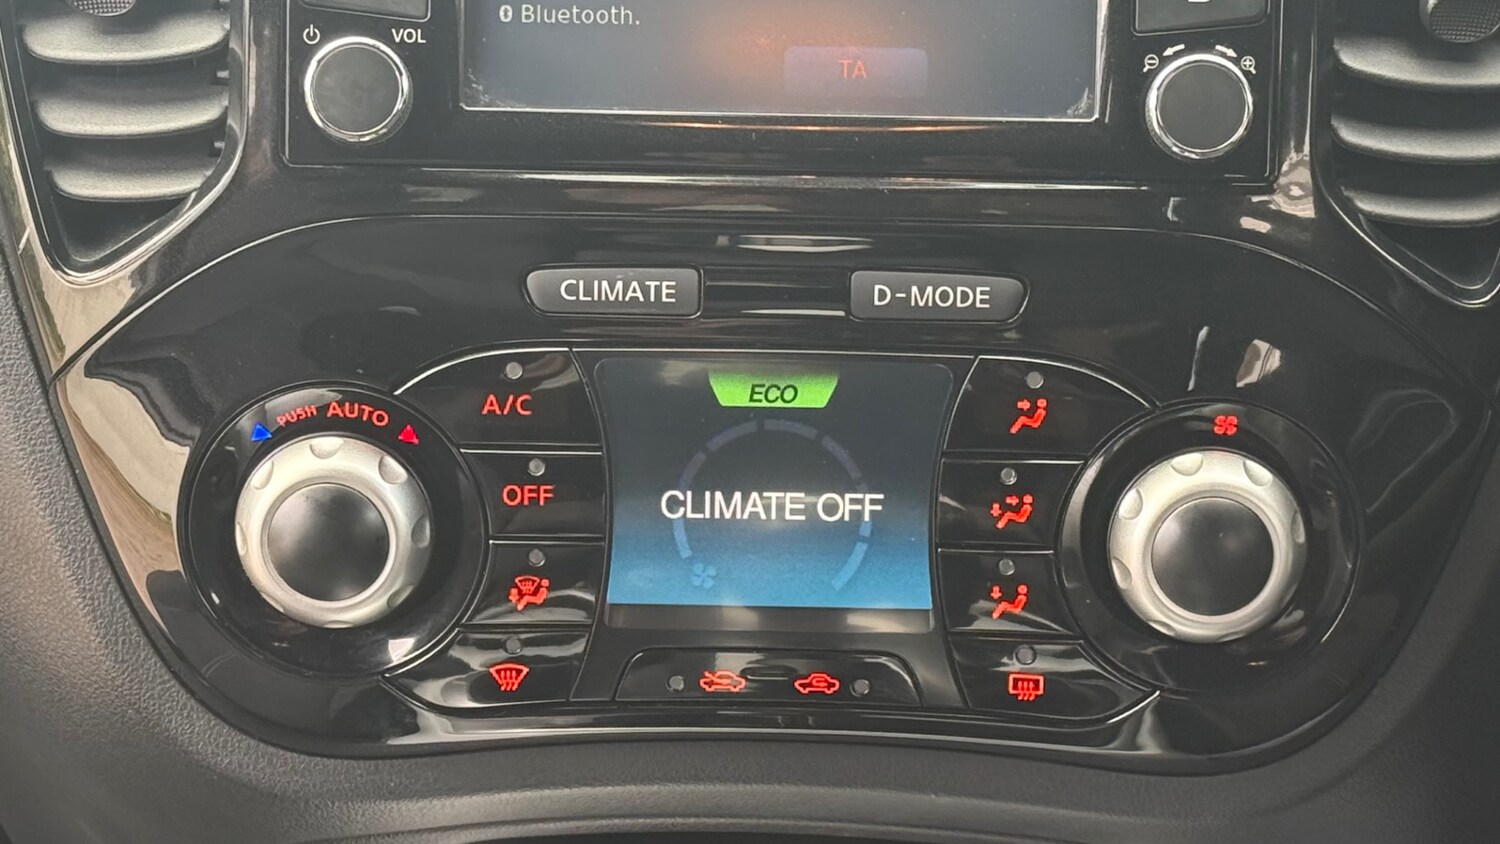 Bluetooth.
VOL
TA
CLIMATE
D-MODE
PUSH AUTO
A/C
OFF
ECO
CLIMATE OFF